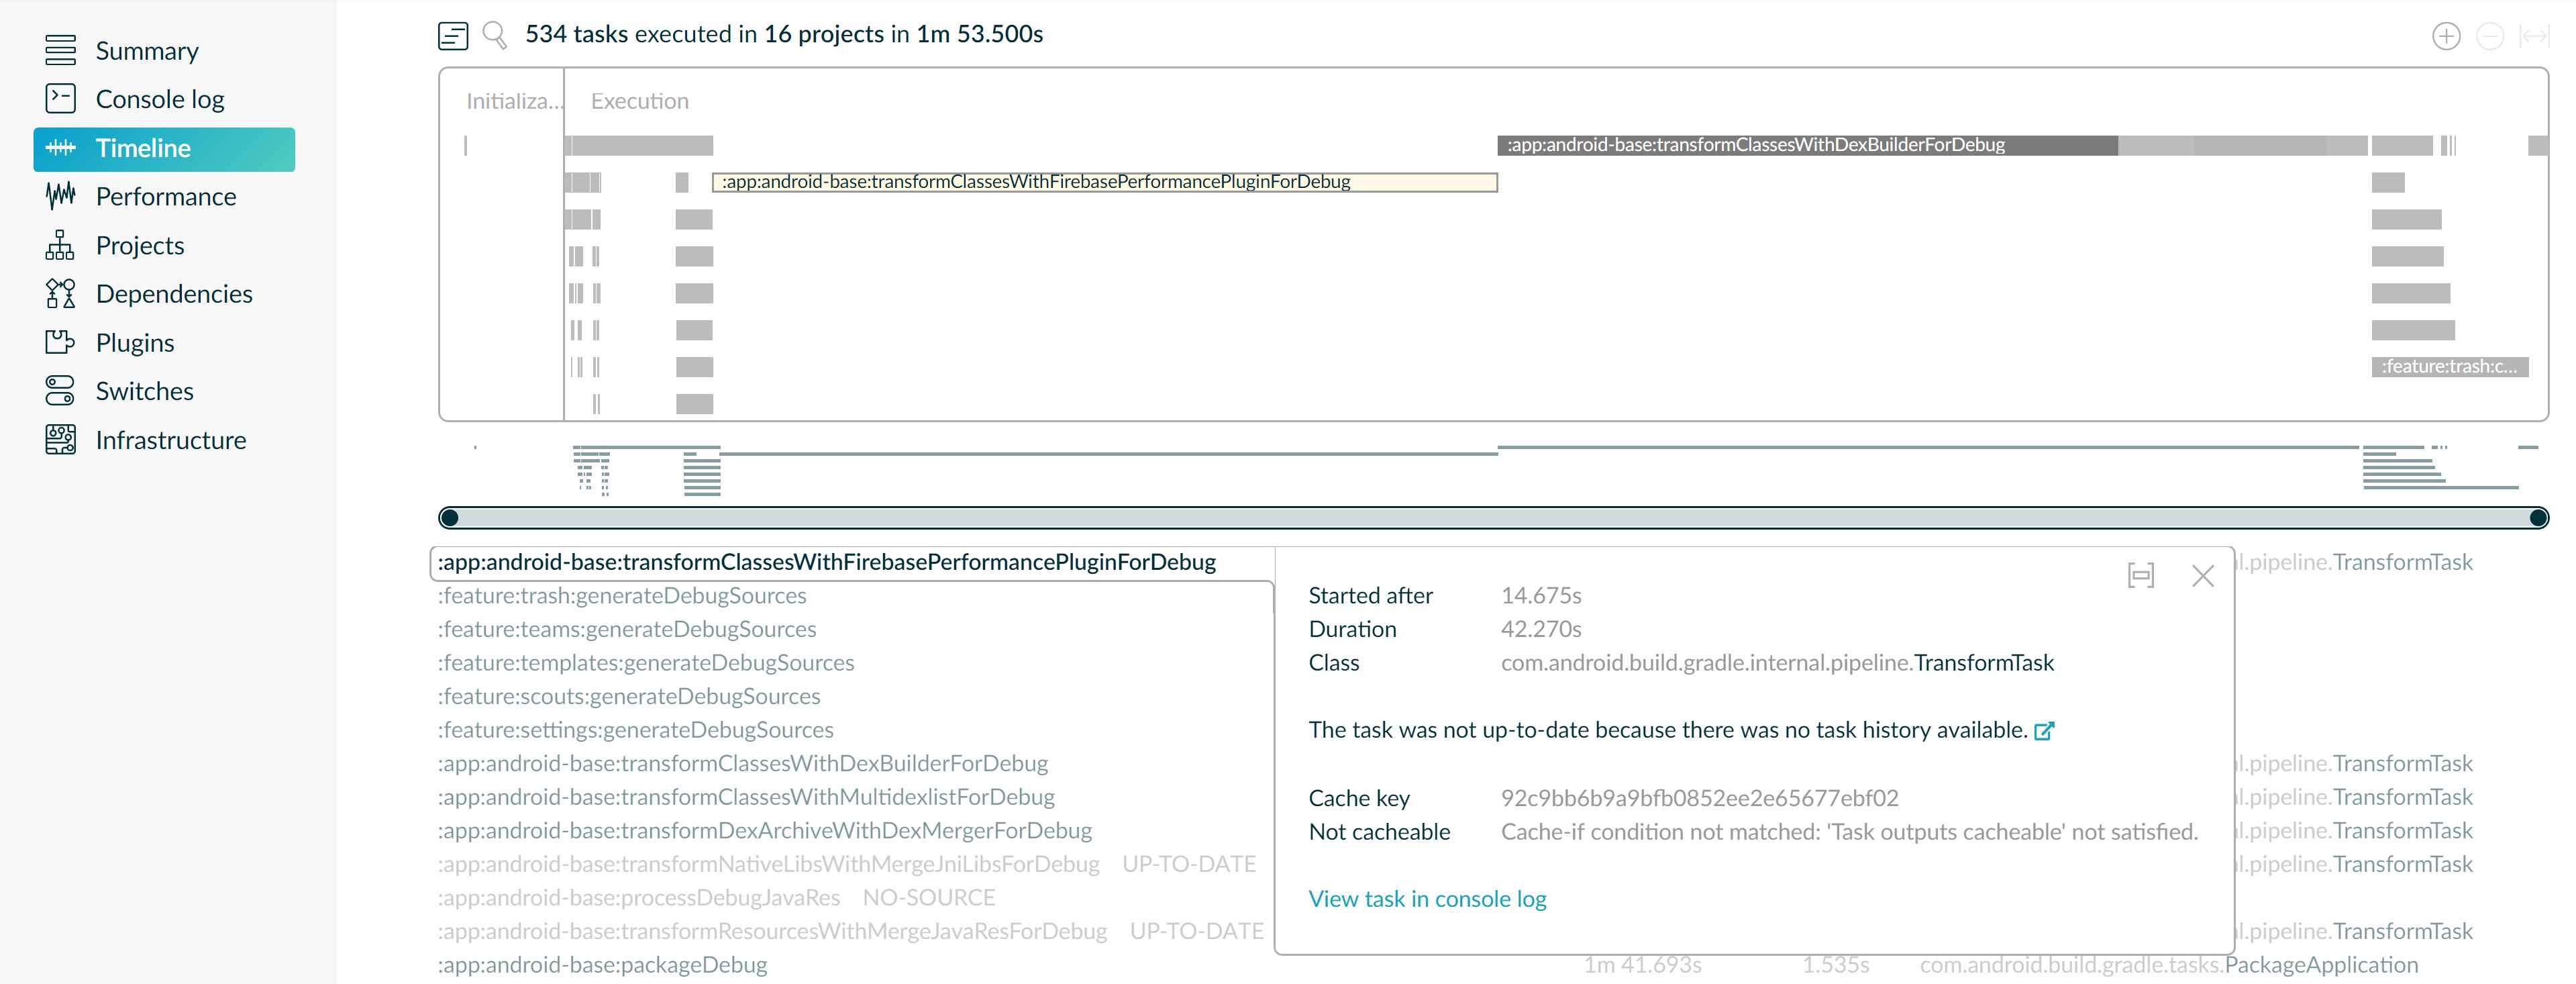 Summary
Console log
Timeline
Performance
Projects
Dependencies
Plugins
Switches
Infrastructure
534 tasks executed in 16 projects in 1m 53.500s
Initializa... Execution
:app:android-base:transformClassesWithDexBuilderForDebug
:app:android-base:transformClassesWithFirebasePerformancePluginForDebug
:feature:trash:c...
:app:android-base:transformClassesWithFirebasePerformancePluginForDebug l.pipeline.TransformTask
:feature:trash:generateDebugSources
:feature:teams:generateDebugSources
:feature:templates:generateDebugSources
:feature:scouts:generateDebugSources
:feature:settings:generateDebugSources
:app:android-base:transformClassesWithDexBuilderForDebug l.pipeline.TransformTask
:app:android-base:transformClassesWithMultidexlistForDebug l.pipeline.TransformTask
:app:android-base:transformDexArchiveWithDexMergerForDebug l.pipeline.TransformTask
:app:android-base:transformNativeLibsWithMergeJniLibsForDebug UP-TO-DATE l.pipeline.TransformTask
:app:android-base:processDebugJavaRes NO-SOURCE
:app:android-base:transformResourcesWithMergeJavaResForDebug UP-TO-DATE l.pipeline.TransformTask
:app:android-base:packageDebug 1m 41.693s 1.535s com.android.build.gradle.tasks.PackageApplication
Started after 14.675s
Duration 42.270s
Class com.android.build.gradle.internal.pipeline.TransformTask
The task was not up-to-date because there was no task history available.
Cache key 92c9bb6b9a9bfb0852ee2e65677ebf02
Not cacheable Cache-if condition not matched: 'Task outputs cacheable' not satisfied.
View task in console log